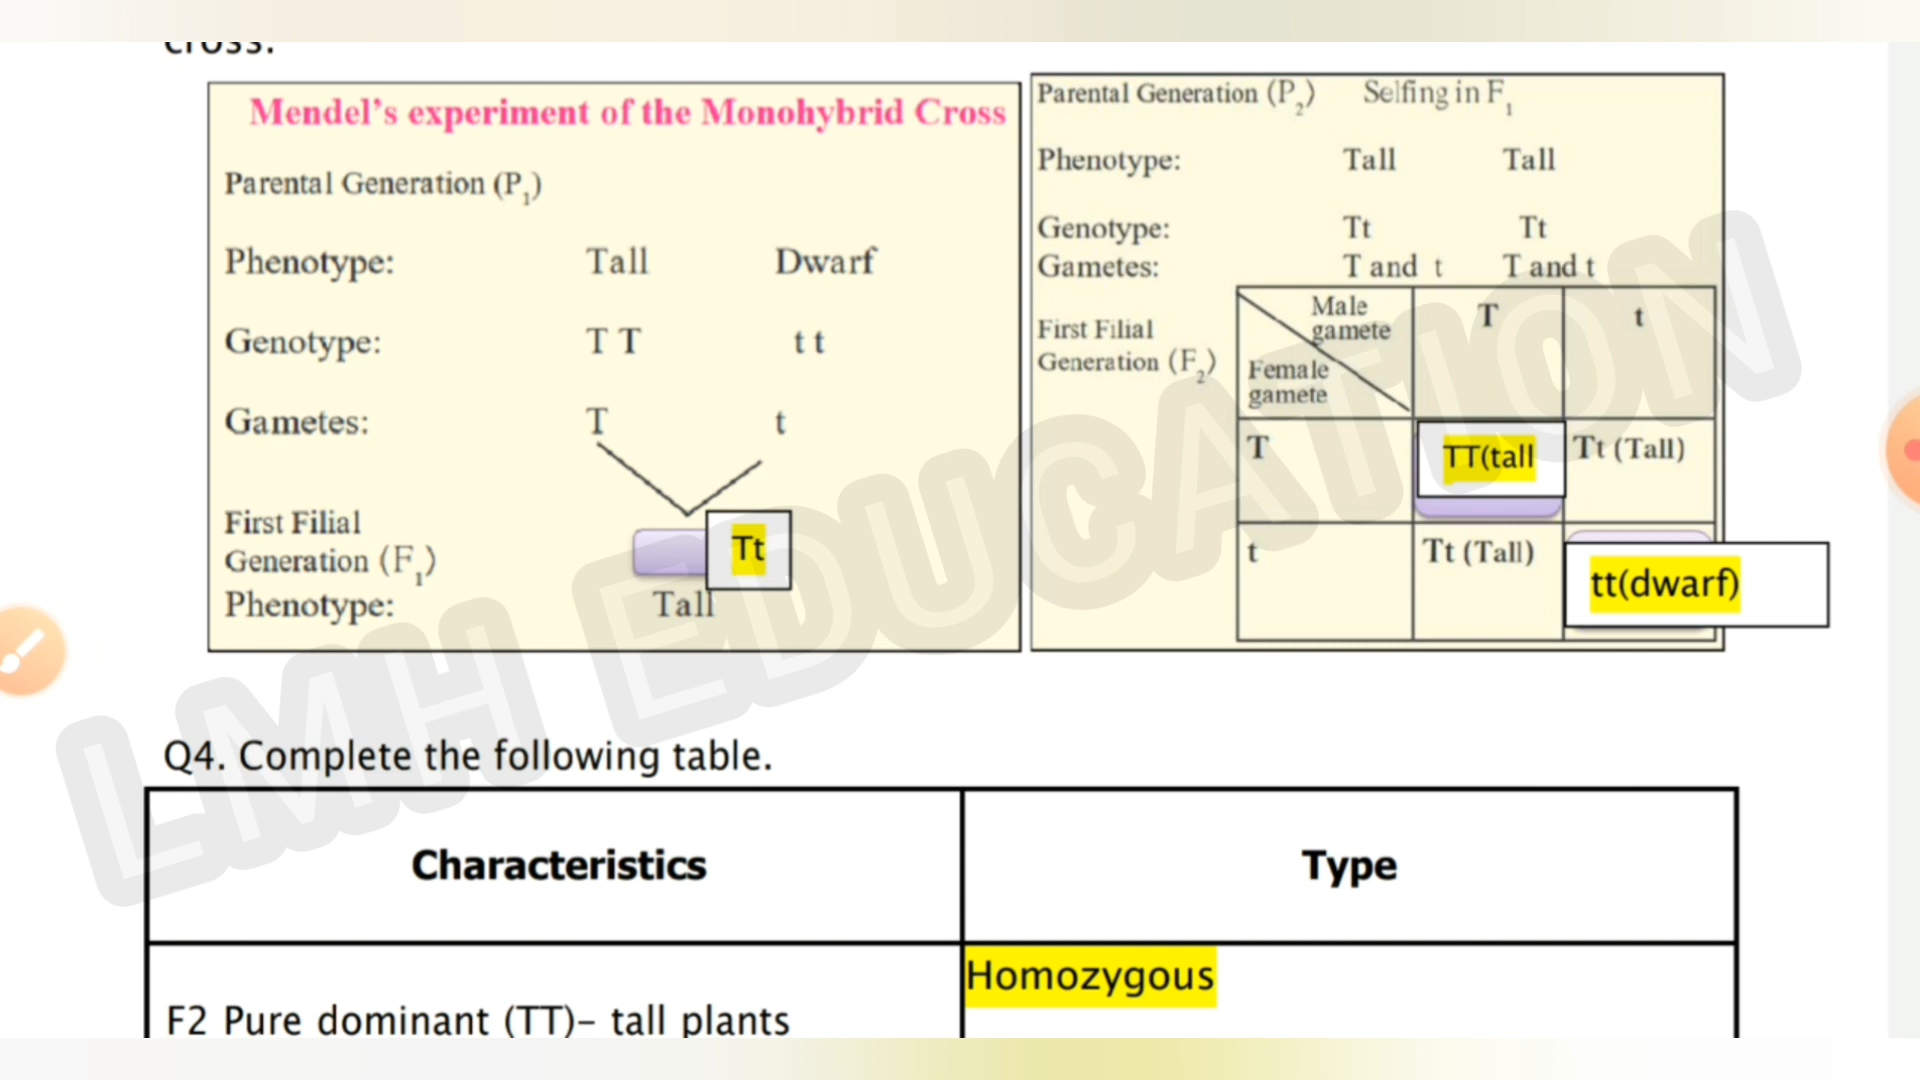 cross.
Mendel's experiment of the Monohybrid Cross
Parental Generation (P1)
Phenotype: Tall Dwarf
Genotype: T T t t
Gametes: T t
First Filial
Generation (F1) Tt
Phenotype: Tall
Parental Generation (P2) Selfing in F1
Phenotype: Tall Tall
Genotype: Tt Tt
Gametes: T and t T and t
First Filial
Generation (F2)
Male
gamete
Female
gamete
T t
T TT(tall Tt (Tall)
t Tt (Tall) tt(dwarf)
LMH EDUCATION
Q4. Complete the following table.
Characteristics Type
F2 Pure dominant (TT)– tall plants Homozygous